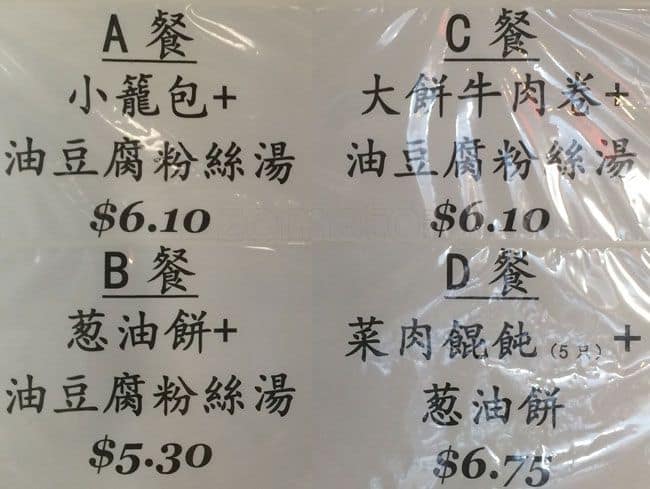 A 餐
小籠包+
油豆腐粉絲湯
$6.10
B 餐
葱油餅+
油豆腐粉絲湯
$5.30
C 餐
大餅牛肉卷+
油豆腐粉絲湯
$6.10
D 餐
菜肉餛飩(5只)+
葱油餅
$6.75